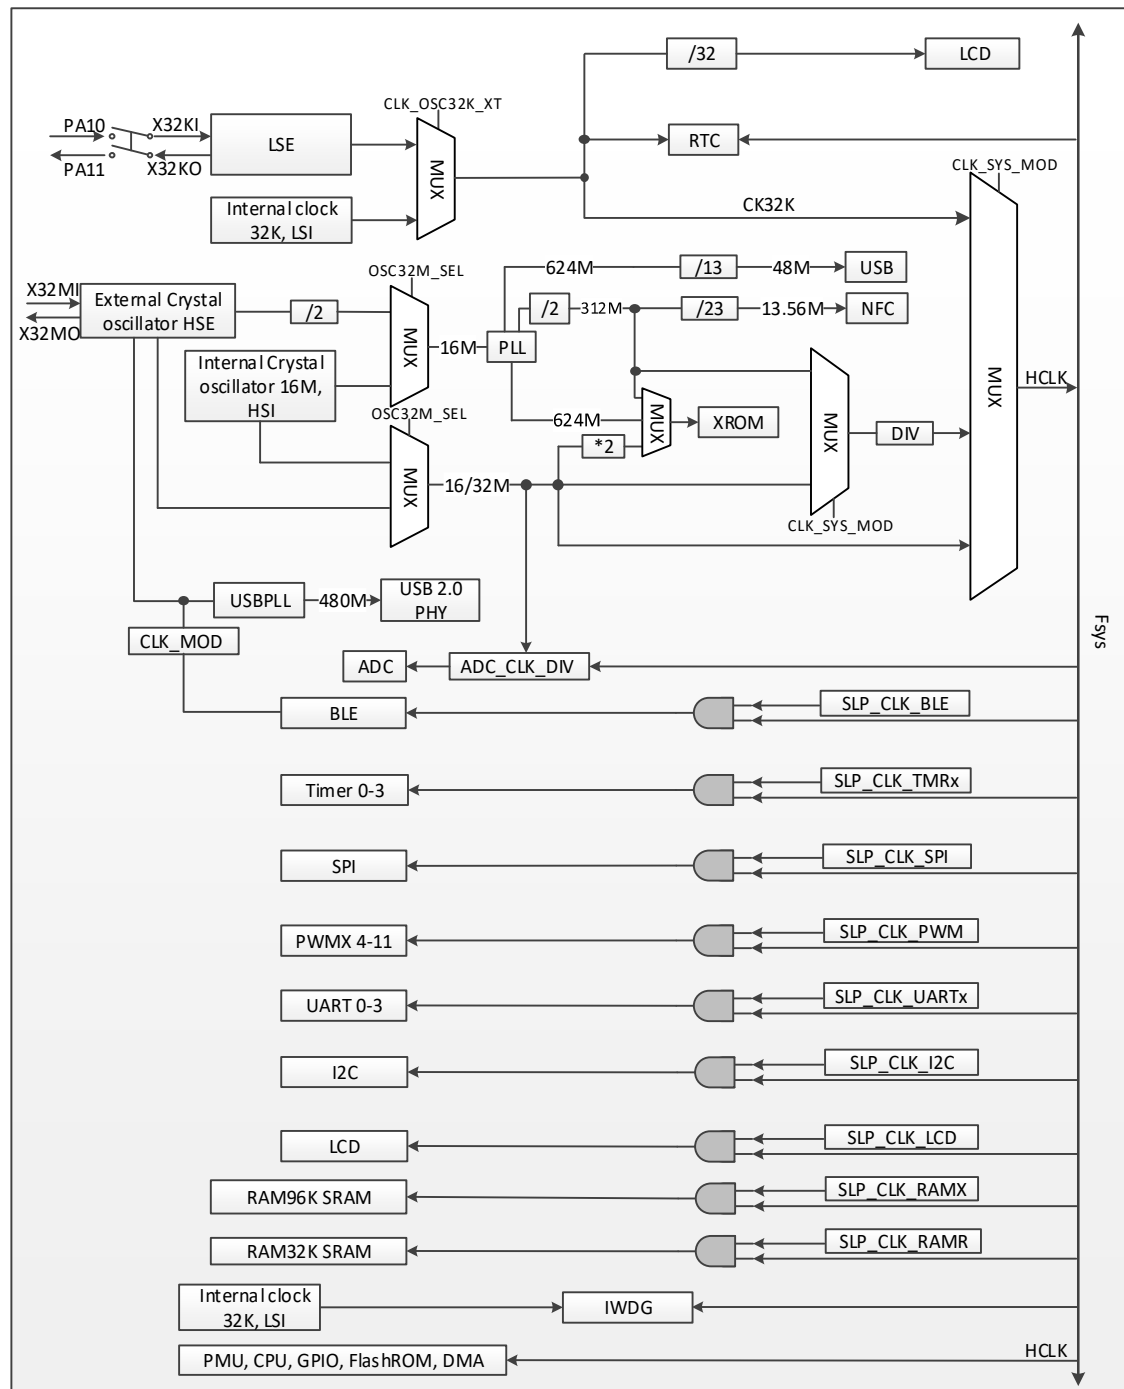 /32
LCD
CLK_OSC32K_XT
PA10
X32KI
LSE
MUX
RTC
PA11
X32KO
CLK_SYS_MOD
Internal clock
32K, LSI
CK32K
OSC32M_SEL
624M
/13
48M
USB
X32MI
External Crystal
oscillator HSE
X32MO
/2
/2
312M
/23
13.56M
NFC
MUX
16M
PLL
Internal Crystal
oscillator 16M,
HSI
MUX
HCLK
OSC32M_SEL
624M
MUX
XROM
MUX
DIV
*2
MUX
16/32M
CLK_SYS_MOD
USBPLL
480M
USB 2.0
PHY
CLK_MOD
Fsys
ADC
ADC_CLK_DIV
BLE
SLP_CLK_BLE
Timer 0-3
SLP_CLK_TMRx
SPI
SLP_CLK_SPI
PWMX 4-11
SLP_CLK_PWM
UART 0-3
SLP_CLK_UARTx
I2C
SLP_CLK_I2C
LCD
SLP_CLK_LCD
RAM96K SRAM
SLP_CLK_RAMX
RAM32K SRAM
SLP_CLK_RAMR
Internal clock
32K, LSI
IWDG
PMU, CPU, GPIO, FlashROM, DMA
HCLK